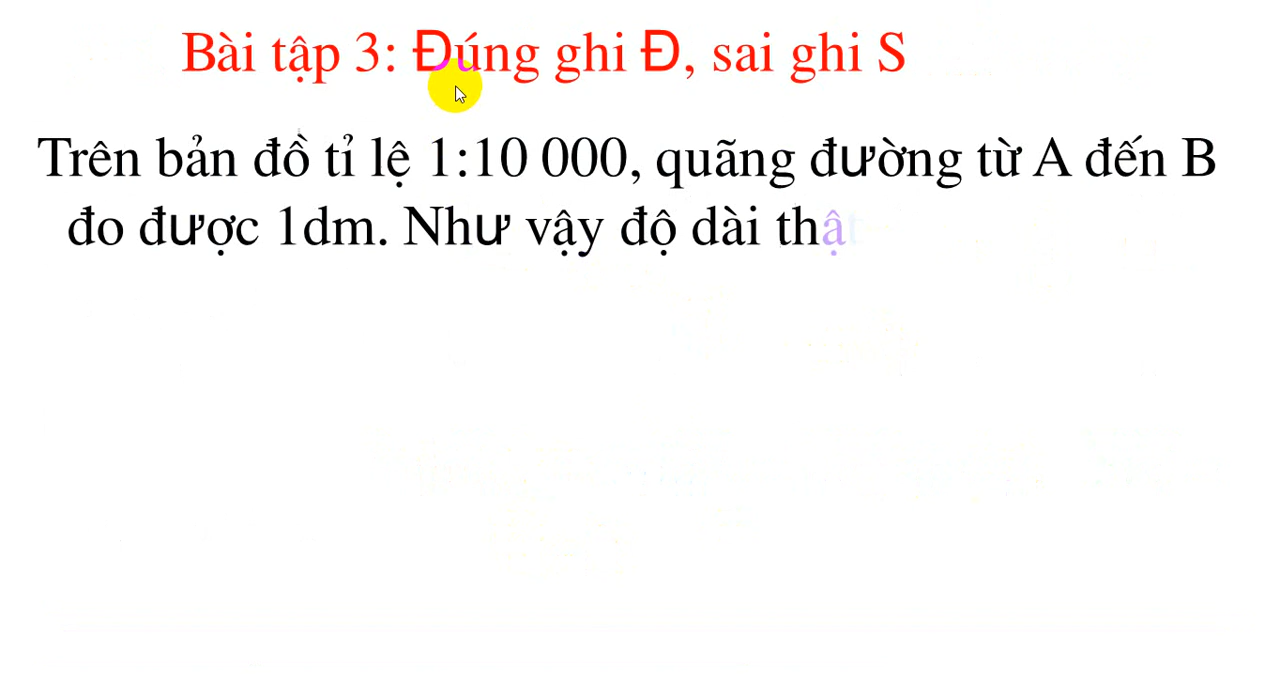 Bài tập 3: Đúng ghi Đ, sai ghi S
Trên bản đồ tỉ lệ 1:10 000, quãng đường từ A đến B
đo được 1dm. Như vậy độ dài thật